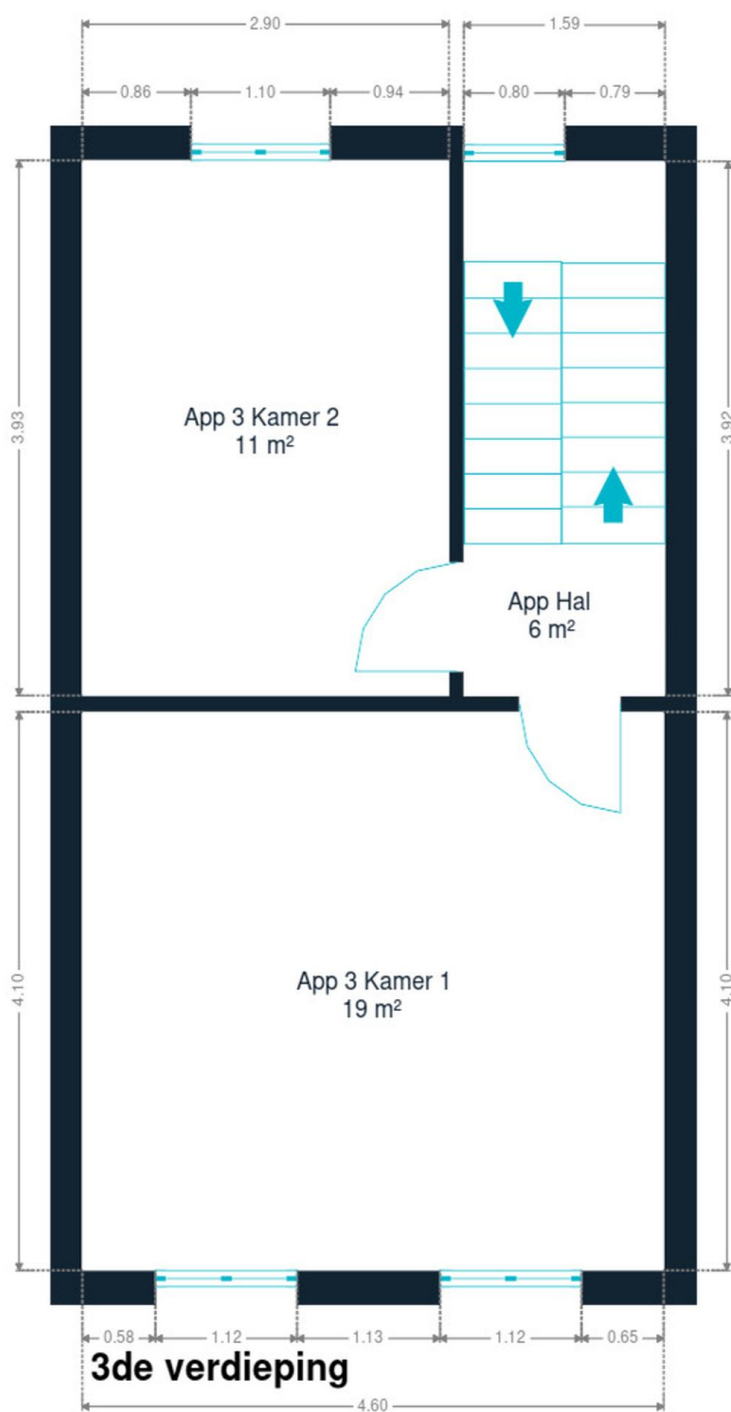 2.90 1.59
0.86 1.10 0.94 0.80 0.79
3.93
3.92
App 3 Kamer 2
11 m²
App Hal
6 m²
4.10
4.10
App 3 Kamer 1
19 m²
0.58 1.12 1.13 1.12 0.65
3de verdieping
4.60